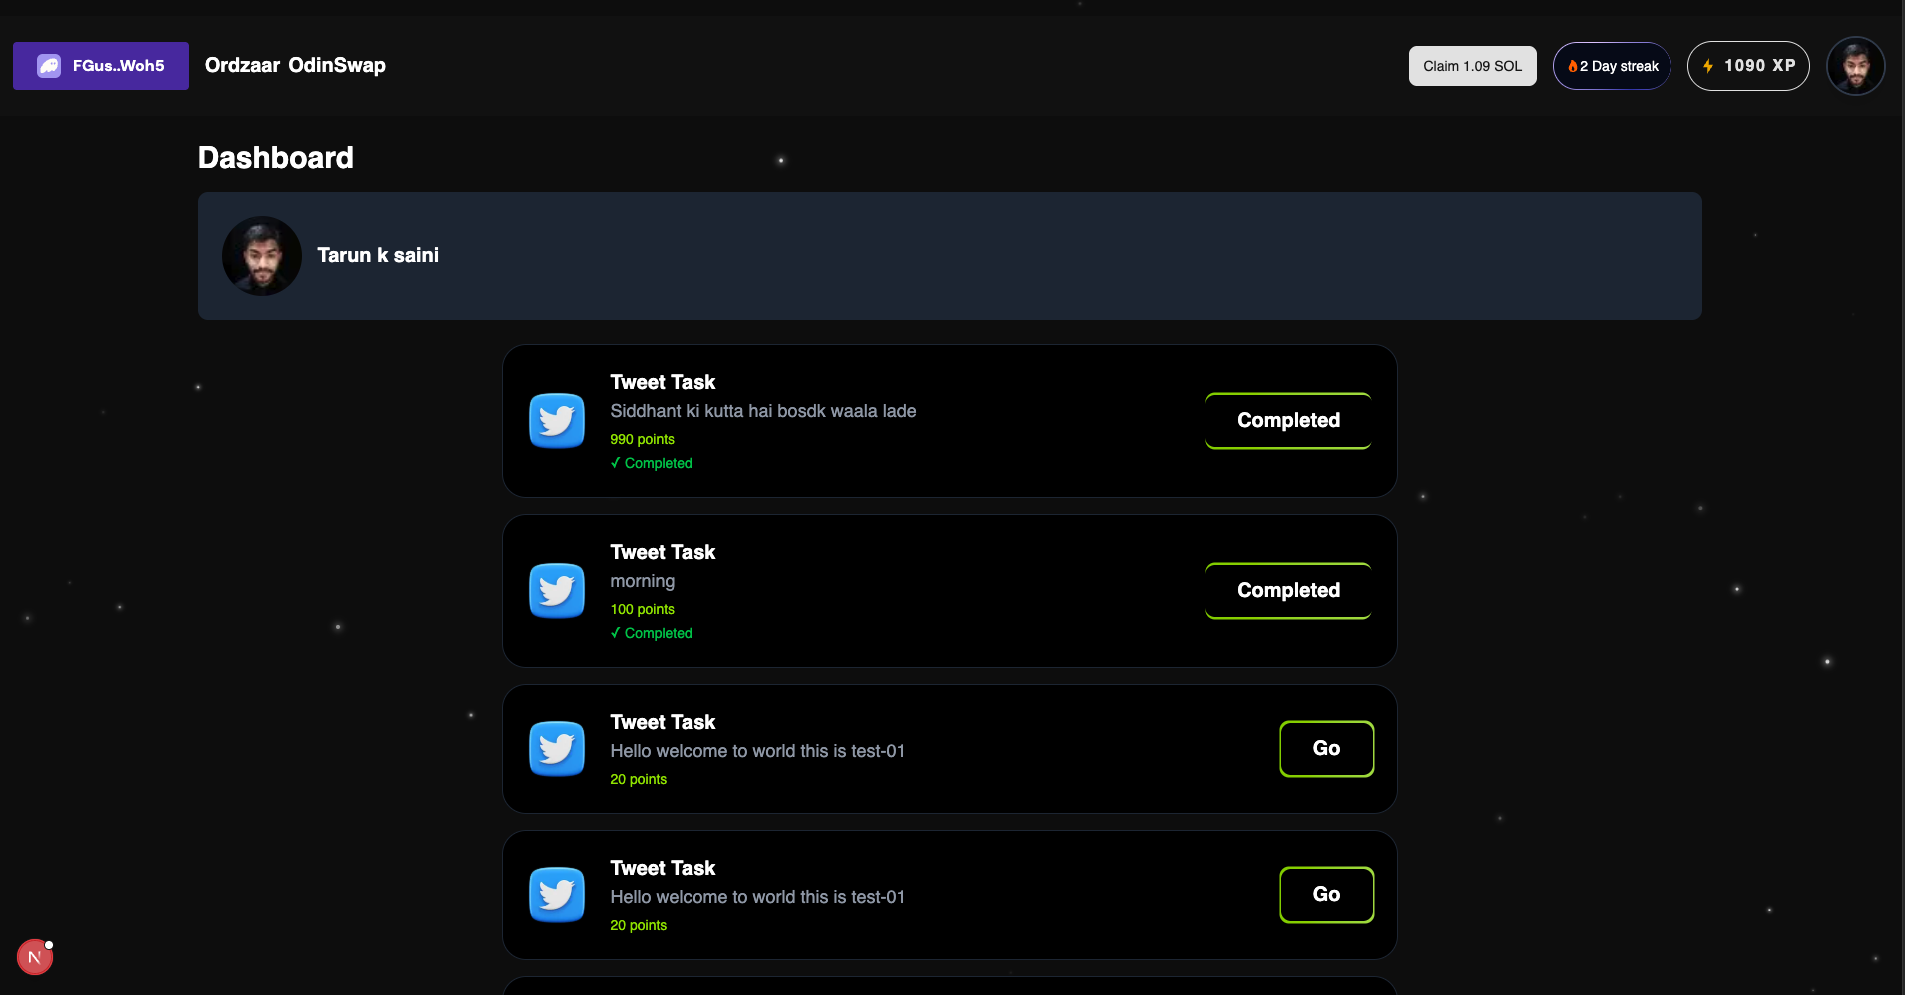 FGus..Woh5
Ordzaar OdinSwap
Claim 1.09 SOL
2 Day streak
1090 XP
Dashboard
Tarun k saini
Tweet Task
Siddhant ki kutta hai bosdk waala lade
990 points
✓ Completed
Completed
Tweet Task
morning
100 points
✓ Completed
Completed
Tweet Task
Hello welcome to world this is test-01
20 points
Go
Tweet Task
Hello welcome to world this is test-01
20 points
Go
N